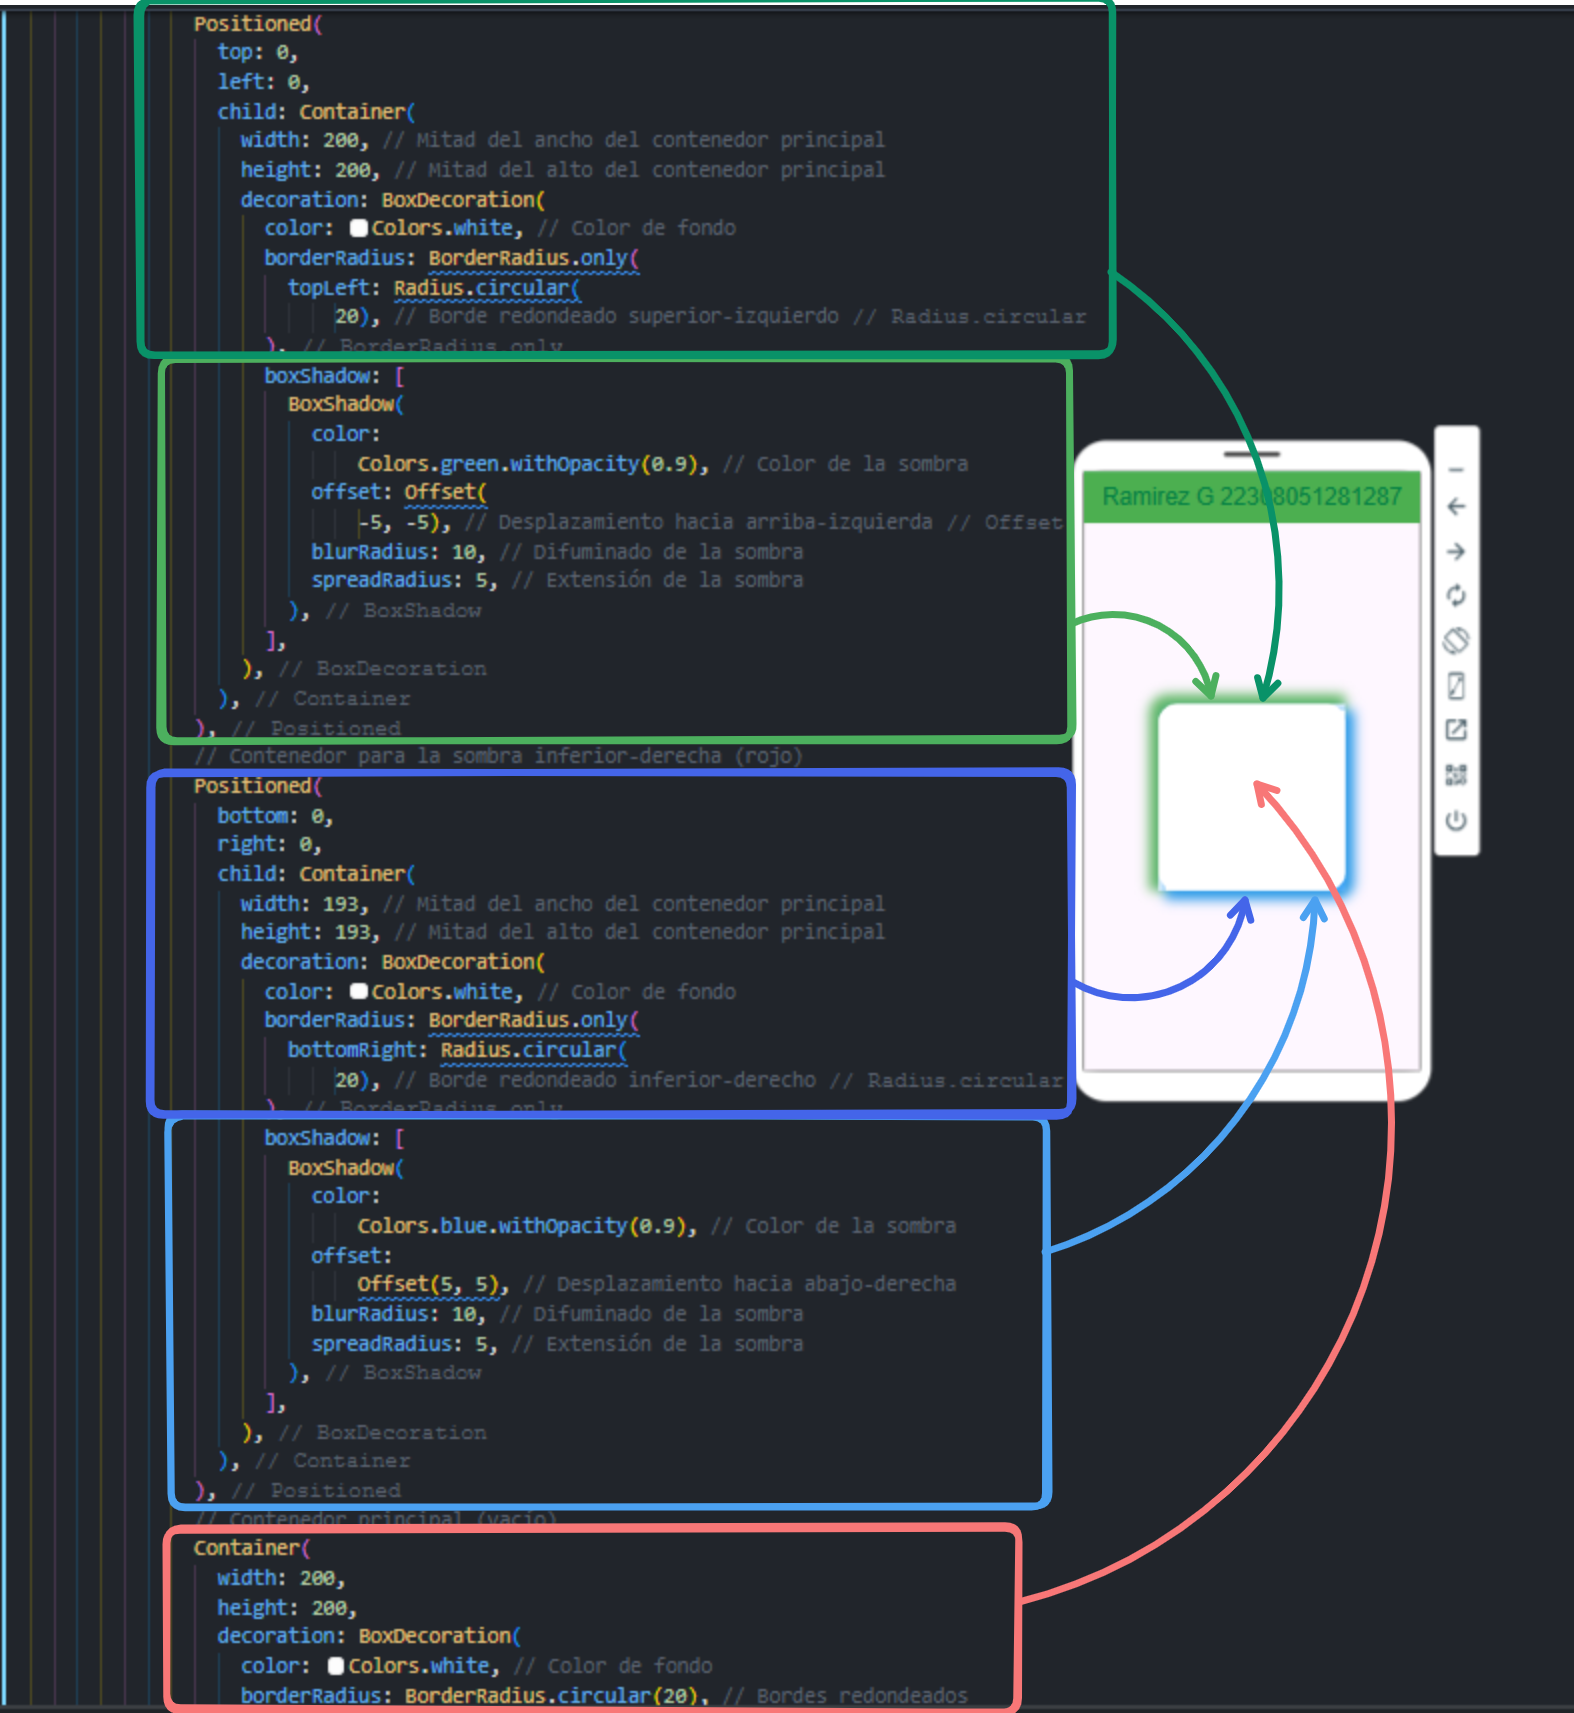 Positioned(
top: 0,
left: 0,
child: Container(
width: 200, // Mitad del ancho del contenedor principal
height: 200, // Mitad del alto del contenedor principal
decoration: BoxDecoration(
color: Colors.white, // Color de fondo
borderRadius: BorderRadius.only(
topLeft: Radius.circular(
20), // Borde redondeado superior-izquierdo // Radius.circular
), // BorderRadius.only
boxShadow: [
BoxShadow(
color:
Colors.green.withOpacity(0.9), // Color de la sombra
offset: Offset(
-5, -5), // Desplazamiento hacia arriba-izquierda // Offset
blurRadius: 10, // Difuminado de la sombra
spreadRadius: 5, // Extensión de la sombra
), // BoxShadow
],
), // BoxDecoration
), // Container
), // Positioned
// Contenedor para la sombra inferior-derecha (rojo)
Positioned(
bottom: 0,
right: 0,
child: Container(
width: 193, // Mitad del ancho del contenedor principal
height: 193, // Mitad del alto del contenedor principal
decoration: BoxDecoration(
color: Colors.white, // Color de fondo
borderRadius: BorderRadius.only(
bottomRight: Radius.circular(
20), // Borde redondeado inferior-derecho // Radius.circular
), // BorderRadius.only
boxShadow: [
BoxShadow(
color:
Colors.blue.withOpacity(0.9), // Color de la sombra
offset:
Offset(5, 5), // Desplazamiento hacia abajo-derecha
blurRadius: 10, // Difuminado de la sombra
spreadRadius: 5, // Extensión de la sombra
), // BoxShadow
],
), // BoxDecoration
), // Container
), // Positioned
// Contenedor principal (vacío)
Container(
width: 200,
height: 200,
decoration: BoxDecoration(
color: Colors.white, // Color de fondo
borderRadius: BorderRadius.circular(20), // Bordes redondeados
Ramirez G 22308051281287